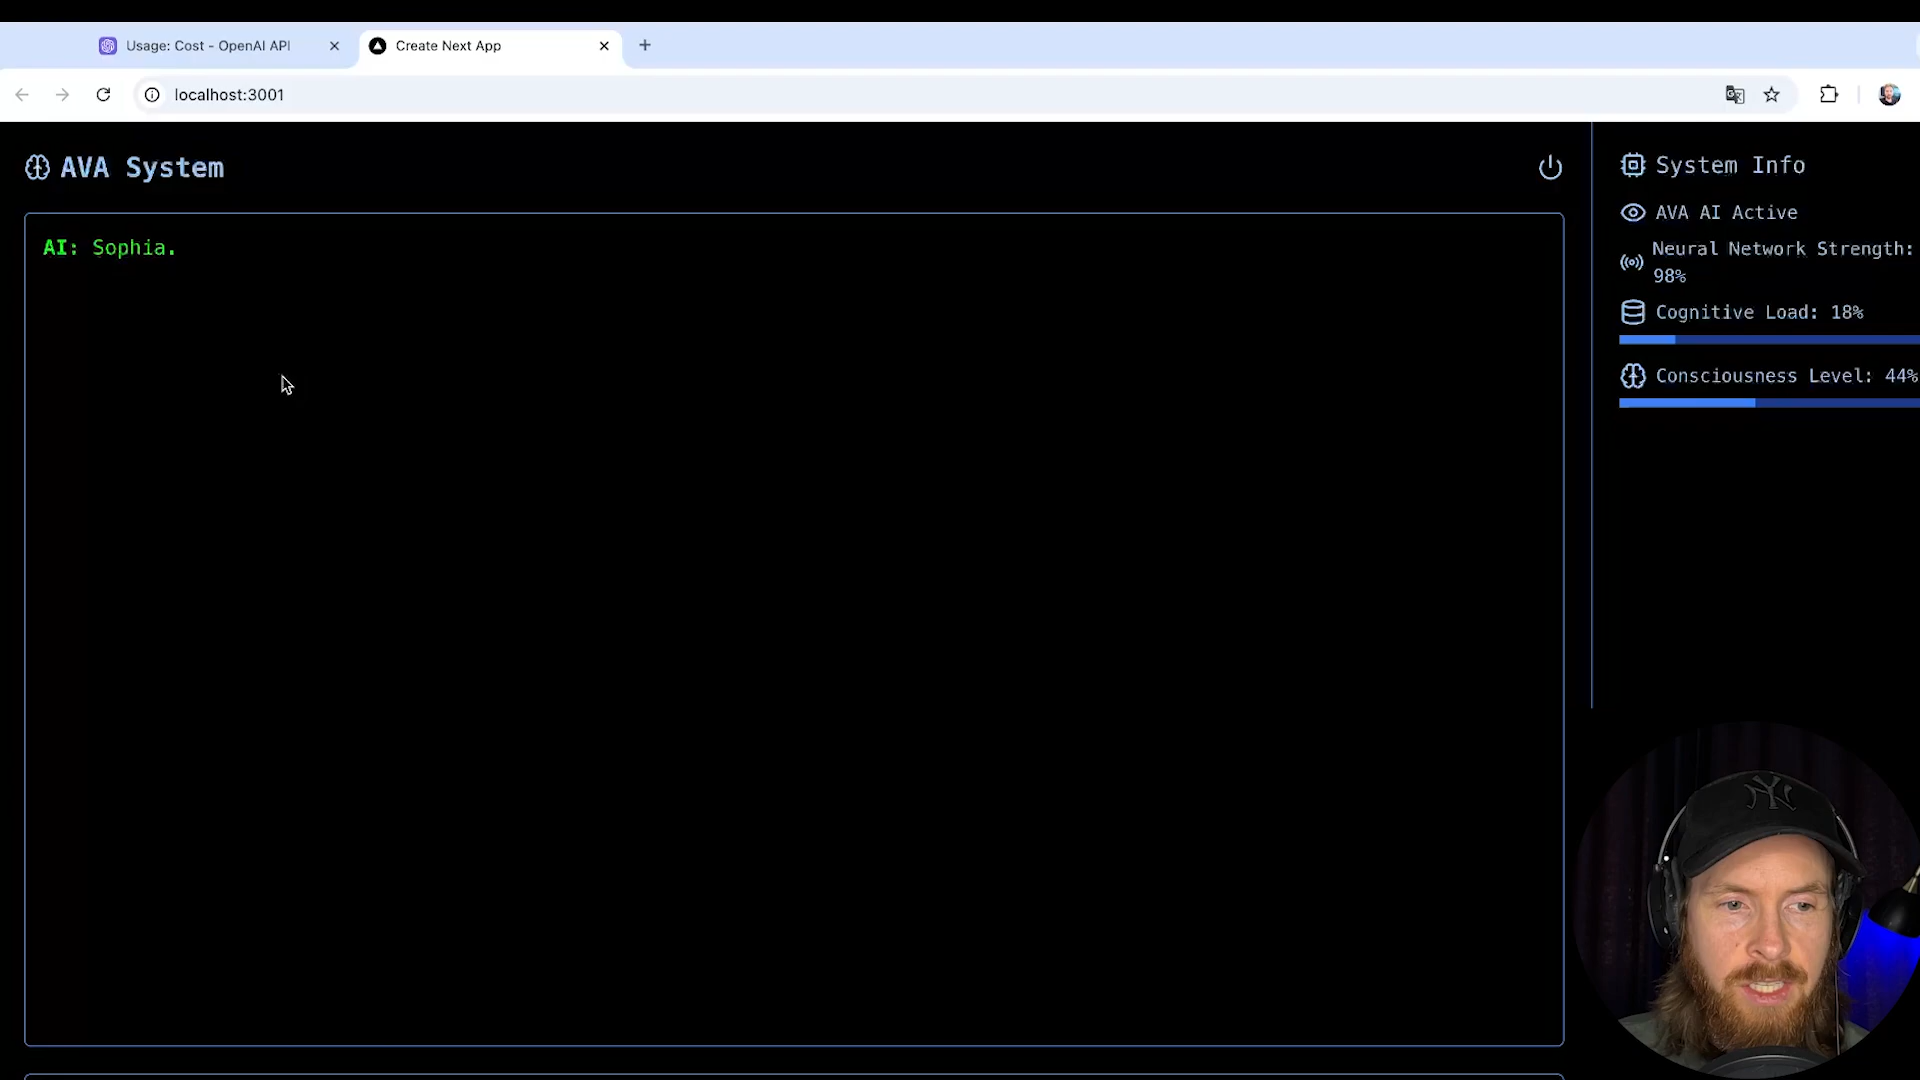 Usage: Cost - OpenAI API
Create Next App
localhost:3001
AVA System
AI: Sophia.
System Info
AVA AI Active
Neural Network Strength:
98%
Cognitive Load: 18%
Consciousness Level: 44%
NY